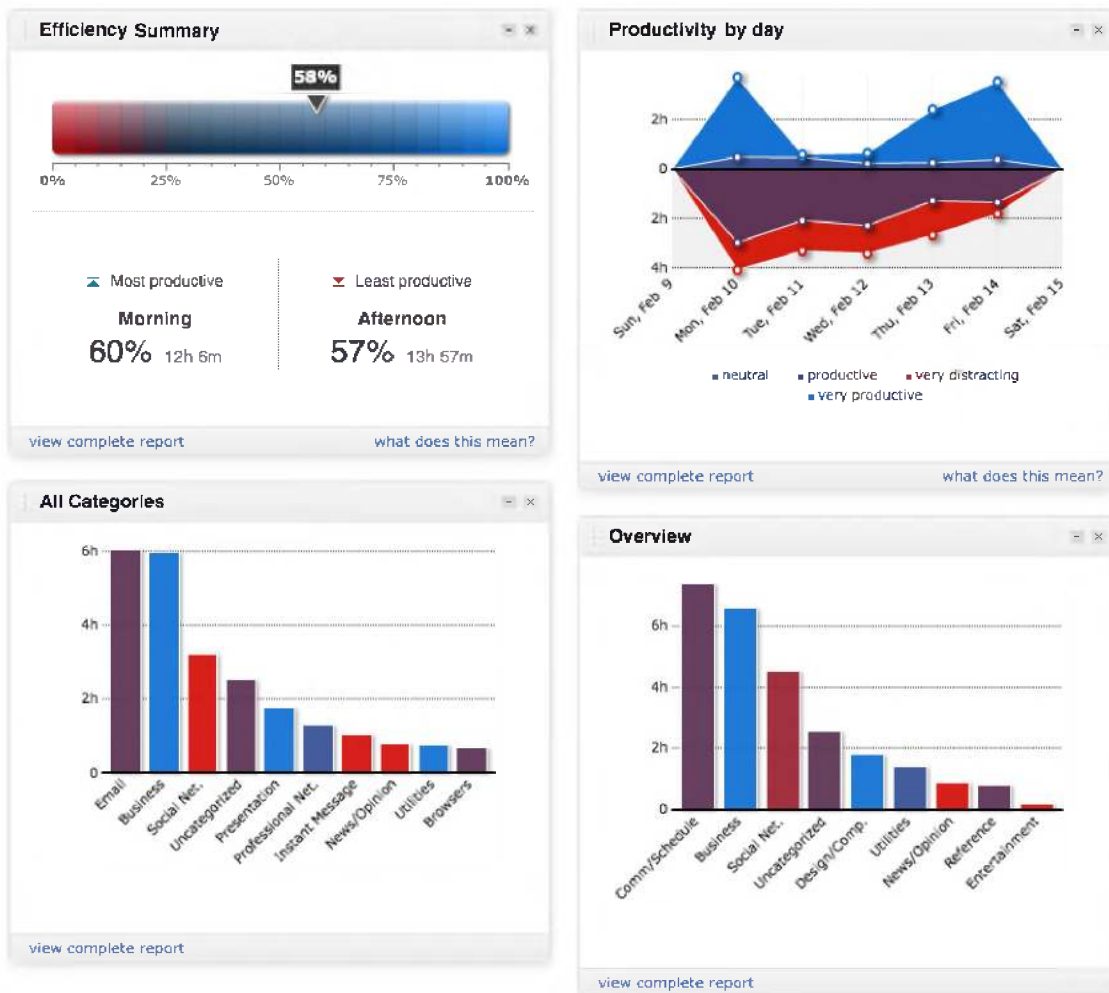 Efficiency Summary
58%
0% 25% 50% 75% 100%
Most productive
Morning
60% 12h 6m
Least productive
Afternoon
57% 13h 57m
view complete report what does this mean?
Productivity by day
2h
0
2h
4h
Sun, Feb 9
Mon, Feb 10
Tue, Feb 11
Wed, Feb 12
Thu, Feb 13
Fri, Feb 14
Sat, Feb 15
neutral productive very distracting
very productive
view complete report what does this mean?
All Categories
6h
4h
2h
0
Email
Business
Social Net.
Uncategorized
Presentation
Professional Net.
Instant Message
News/Opinion
Utilities
Browsers
view complete report
Overview
6h
4h
2h
0
Comm/Schedule
Business
Social Net.
Uncategorized
Design/Comp.
Utilities
News/Opinion
Reference
Entertainment
view complete report